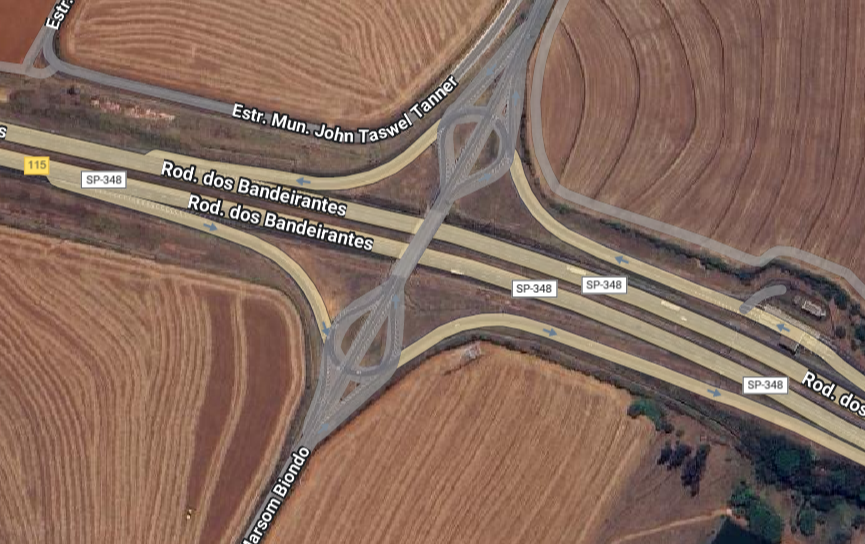 Estr.
Estr. Mun. John Taswel Tanner
s
115
SP-348
Rod. dos Bandeirantes
Rod. dos Bandeirantes
SP-348
SP-348
SP-348
Rod. dos
Marsom Biondo